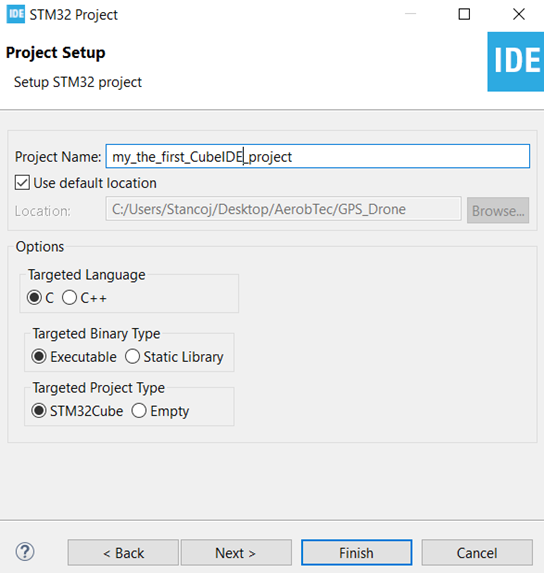 IDE STM32 Project
Project Setup
Setup STM32 project
IDE
Project Name: my_the_first_CubeIDE_project
Use default location
Location: C:/Users/Stancoj/Desktop/AerobTec/GPS_Drone Browse...
Options
Targeted Language
C C++
Targeted Binary Type
Executable Static Library
Targeted Project Type
STM32Cube Empty
? < Back Next > Finish Cancel